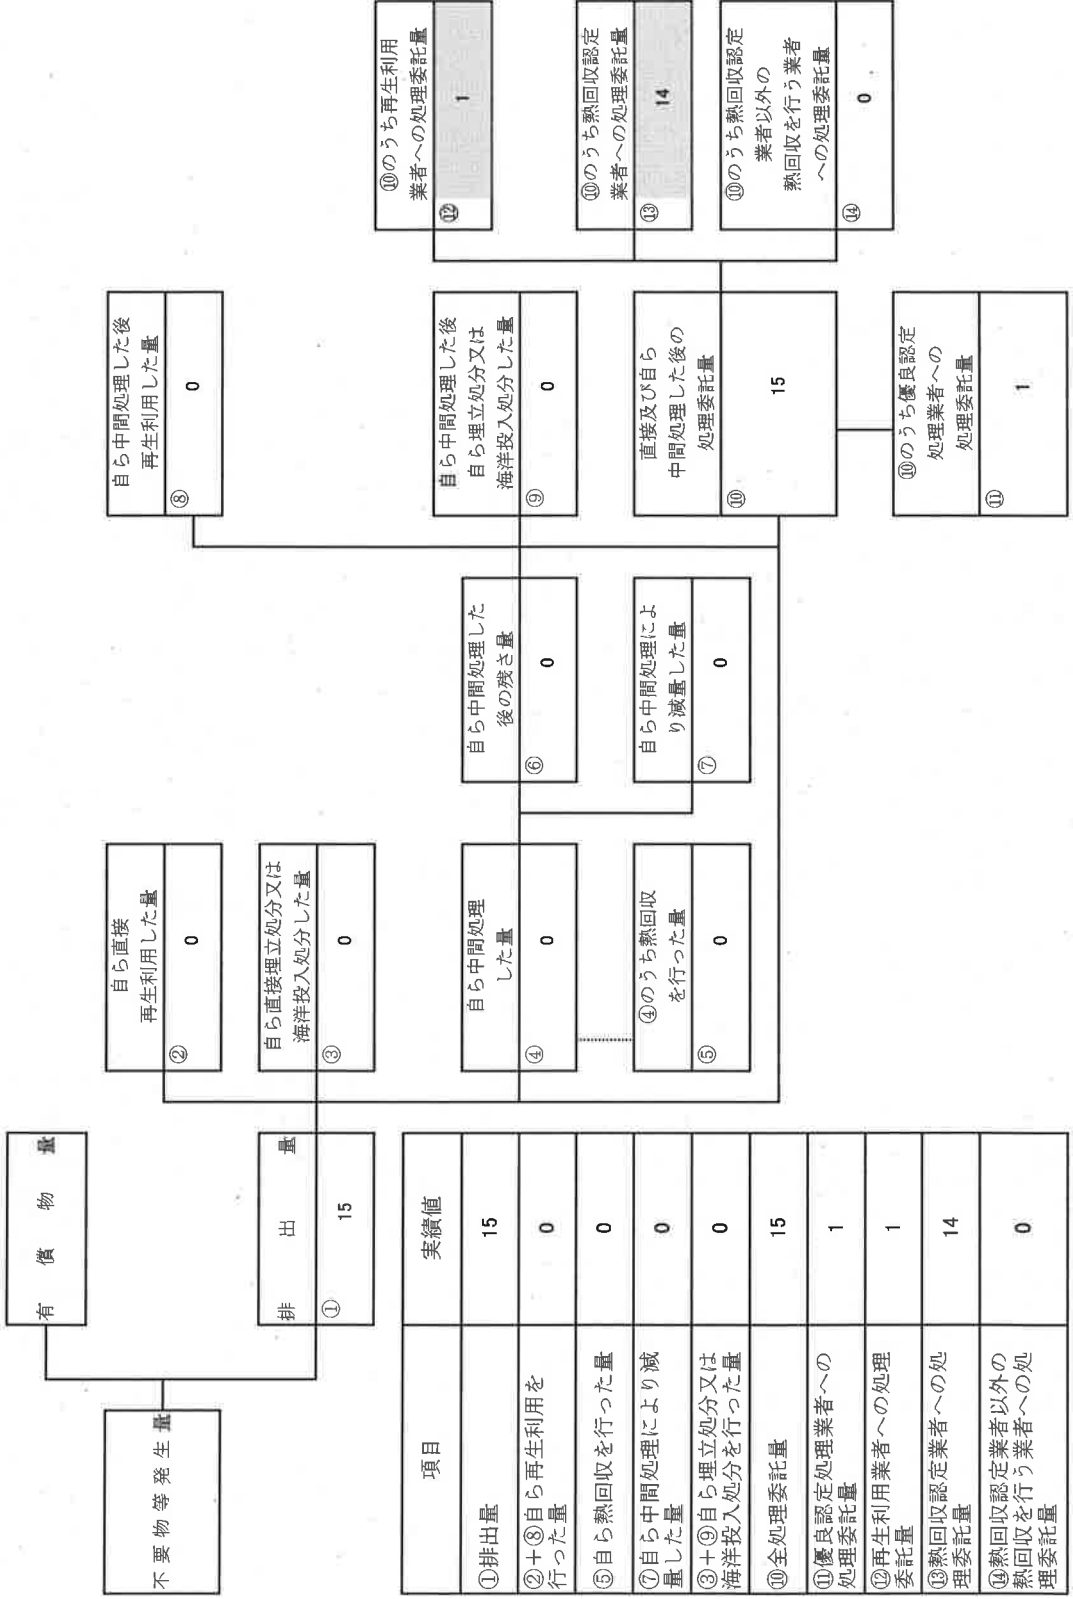 不要物等発生量
有償物量
排出量
①
15
自ら直接
再生利用した量
②
0
自ら直接埋立処分又は
海洋投入処分した量
③
0
自ら中間処理
した量
④
0
④のうち熱回収
を行った量
⑤
0
自ら中間処理した
後の残さ量
⑥
0
自ら中間処理によ
り減量した量
⑦
0
自ら中間処理した後
再生利用した量
⑧
0
自ら中間処理した後
自ら埋立処分又は
海洋投入処分した量
⑨
0
直接及び自ら
中間処理した後の
処理委託量
⑩
15
⑩のうち優良認定
処理業者への
処理委託量
⑪
1
⑩のうち再生利用
業者への処理委託量
⑫
1
⑩のうち熱回収認定
業者への処理委託量
⑬
14
⑩のうち熱回収認定
業者以外の
熱回収を行う業者
への処理委託量
⑭
0
項目 実績値
①排出量 15
②+⑧自ら再生利用を
行った量 0
⑤自ら熱回収を行った量 0
⑦自ら中間処理により減
量した量 0
③+⑨自ら埋立処分又は
海洋投入処分を行った量 0
⑩全処理委託量 15
⑪優良認定処理業者への
処理委託量 1
⑫再生利用業者への処理
委託量 1
⑬熱回収認定業者への処
理委託量 14
⑭熱回収認定業者以外の
熱回収を行う業者への処
理委託量 0